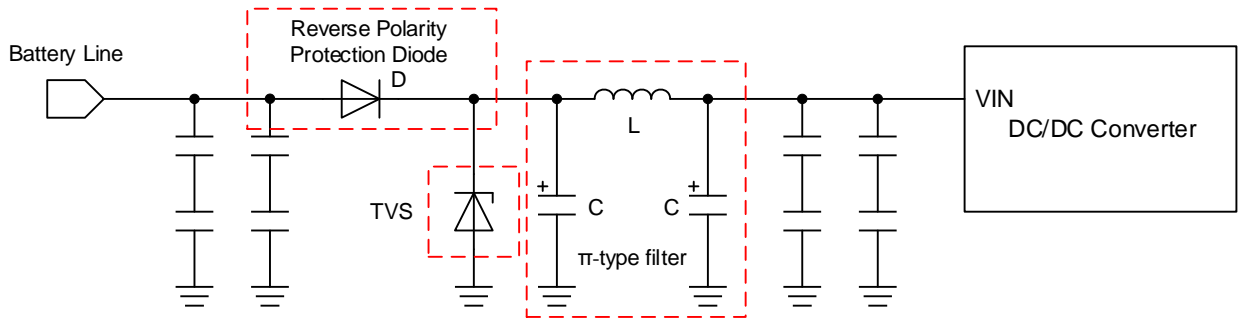 Reverse Polarity
Protection Diode
Battery Line
D
VIN
DC/DC Converter
L
TVS
+
C
+
C
π-type filter